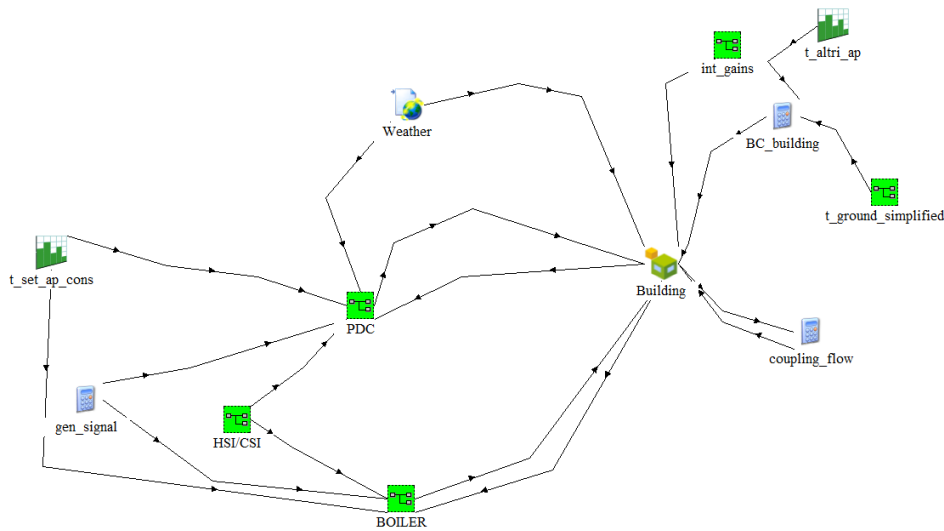 t_altri_ap
int_gains
Weather
BC_building
t_ground_simplified
t_set_ap_cons
Building
PDC
coupling_flow
gen_signal
HSI/CSI
BOILER